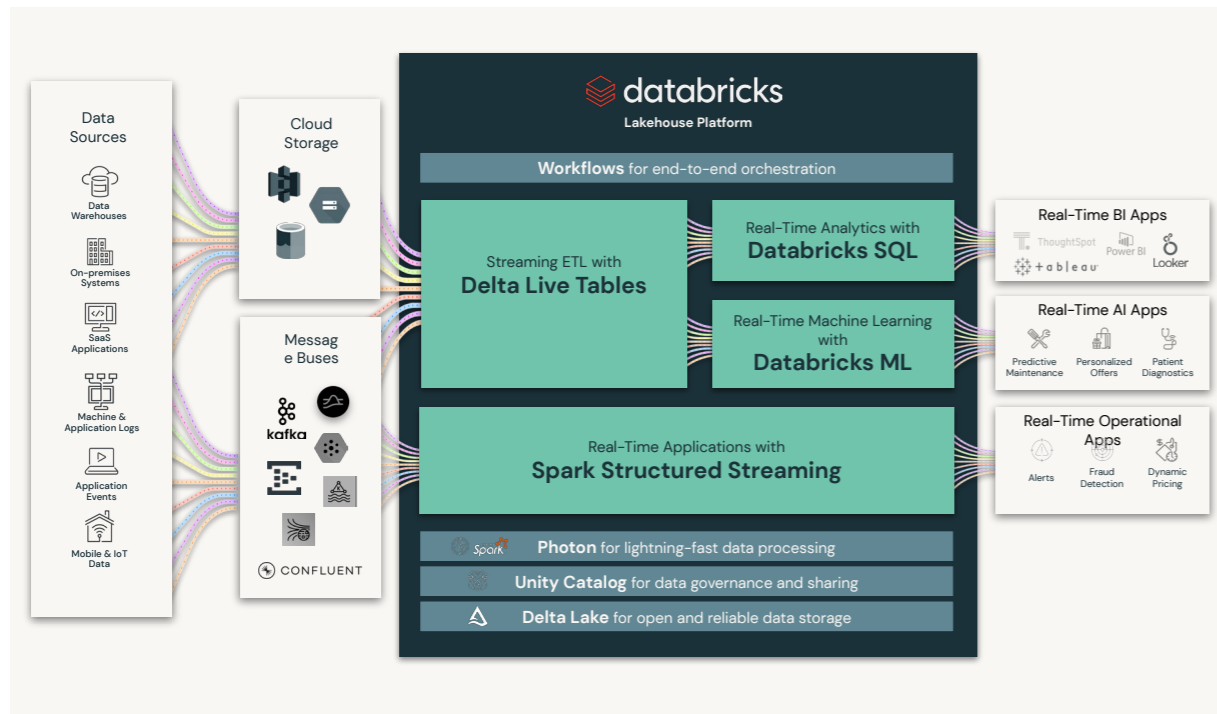 Data
Sources
Data
Warehouses
On-premises
Systems
SaaS
Applications
Machine &
Application Logs
Application
Events
Mobile & IoT
Data
Cloud
Storage
Messag
e Buses
kafka
CONFLUENT
databricks
Lakehouse Platform
Workflows for end-to-end orchestration
Streaming ETL with
Delta Live Tables
Real-Time Analytics with
Databricks SQL
Real-Time Machine Learning
with
Databricks ML
Real-Time Applications with
Spark Structured Streaming
Spark Photon for lightning-fast data processing
Unity Catalog for data governance and sharing
Delta Lake for open and reliable data storage
Real-Time BI Apps
ThoughtSpot
Power BI
Looker
+ableau
Real-Time AI Apps
Predictive
Maintenance
Personalized
Offers
Patient
Diagnostics
Real-Time Operational
Apps
Alerts
Fraud
Detection
Dynamic
Pricing